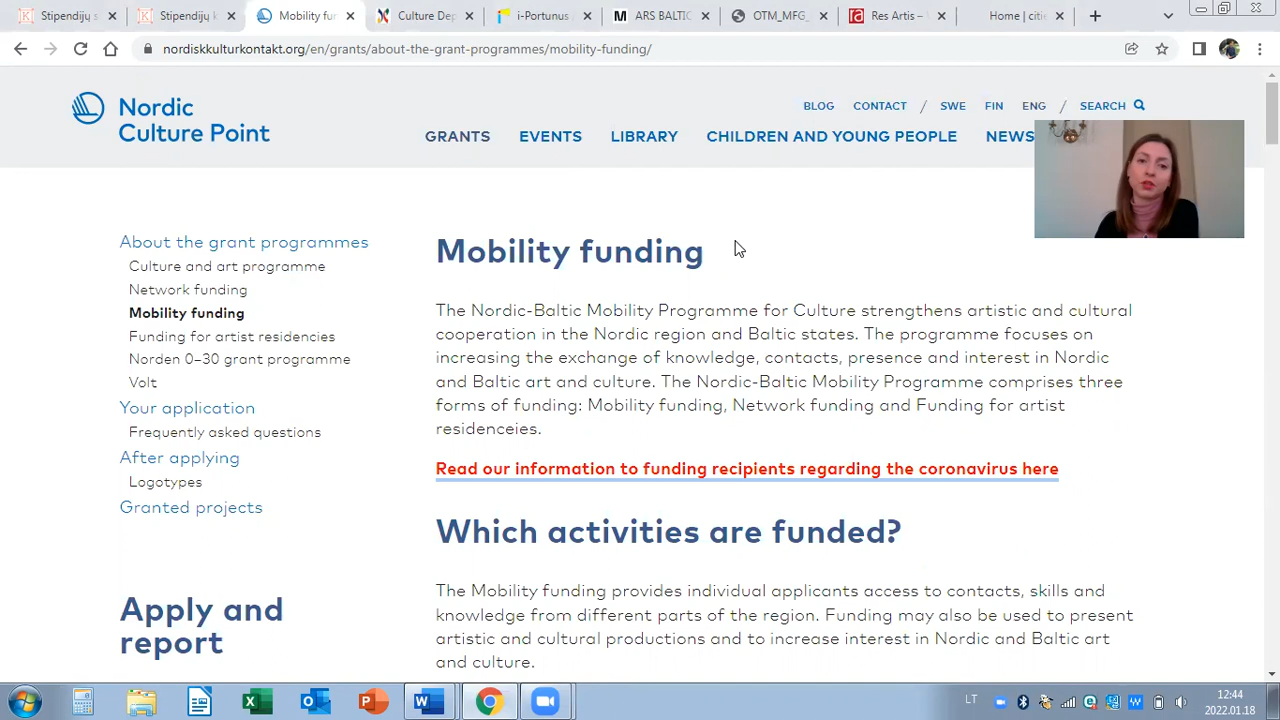 Stipendijų
Stipendijų k
Mobility fun
Culture Dep
i-Portunus
ARS BALTIC
OTM_MFG_
Res Artis –
Home | citie
nordiskkulturkontakt.org/en/grants/about-the-grant-programmes/mobility-funding/
Nordic
Culture Point
BLOG CONTACT / SWE FIN ENG / SEARCH
GRANTS EVENTS LIBRARY CHILDREN AND YOUNG PEOPLE NEWS
About the grant programmes
Culture and art programme
Network funding
Mobility funding
Funding for artist residencies
Norden 0–30 grant programme
Volt
Your application
Frequently asked questions
After applying
Logotypes
Granted projects
Apply and
report
Mobility funding
The Nordic-Baltic Mobility Programme for Culture strengthens artistic and cultural
cooperation in the Nordic region and Baltic states. The programme focuses on
increasing the exchange of knowledge, contacts, presence and interest in Nordic
and Baltic art and culture. The Nordic-Baltic Mobility Programme comprises three
forms of funding: Mobility funding, Network funding and Funding for artist
residenceies.
Read our information to funding recipients regarding the coronavirus here
Which activities are funded?
The Mobility funding provides individual applicants access to contacts, skills and
knowledge from different parts of the region. Funding may also be used to present
artistic and cultural productions and to increase interest in Nordic and Baltic art
and culture.
LT
12:44
2022.01.18